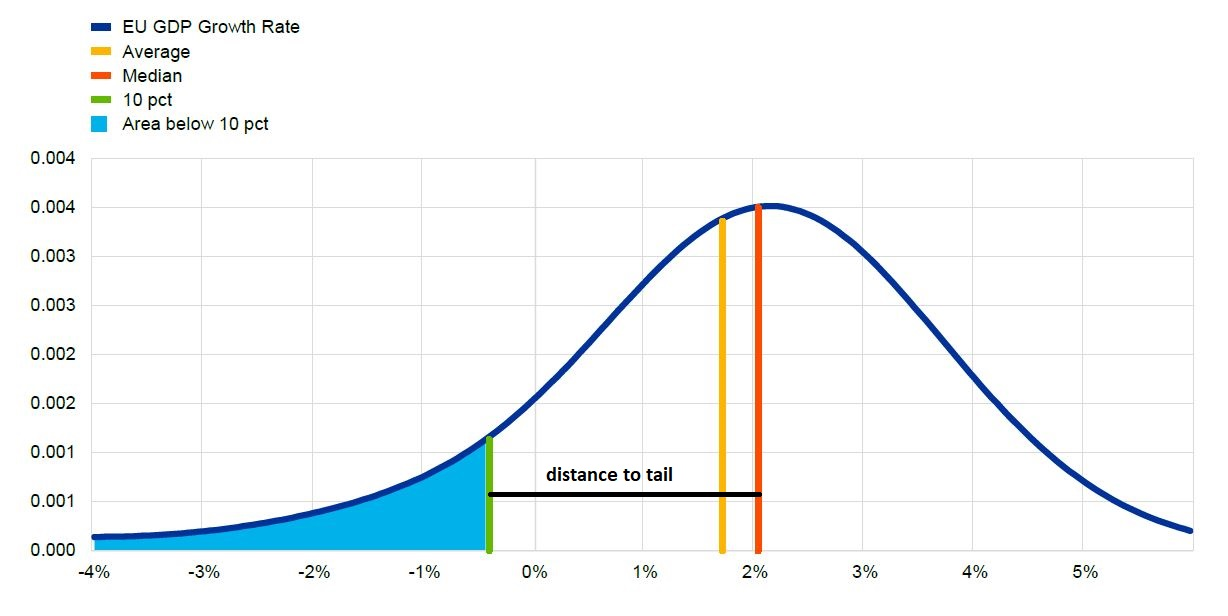 EU GDP Growth Rate
Average
Median
10 pct
Area below 10 pct
0.004
0.004
0.003
0.003
0.002
0.002
0.001
distance to tail
0.001
0.000
-4% -3% -2% -1% 0% 1% 2% 3% 4% 5%